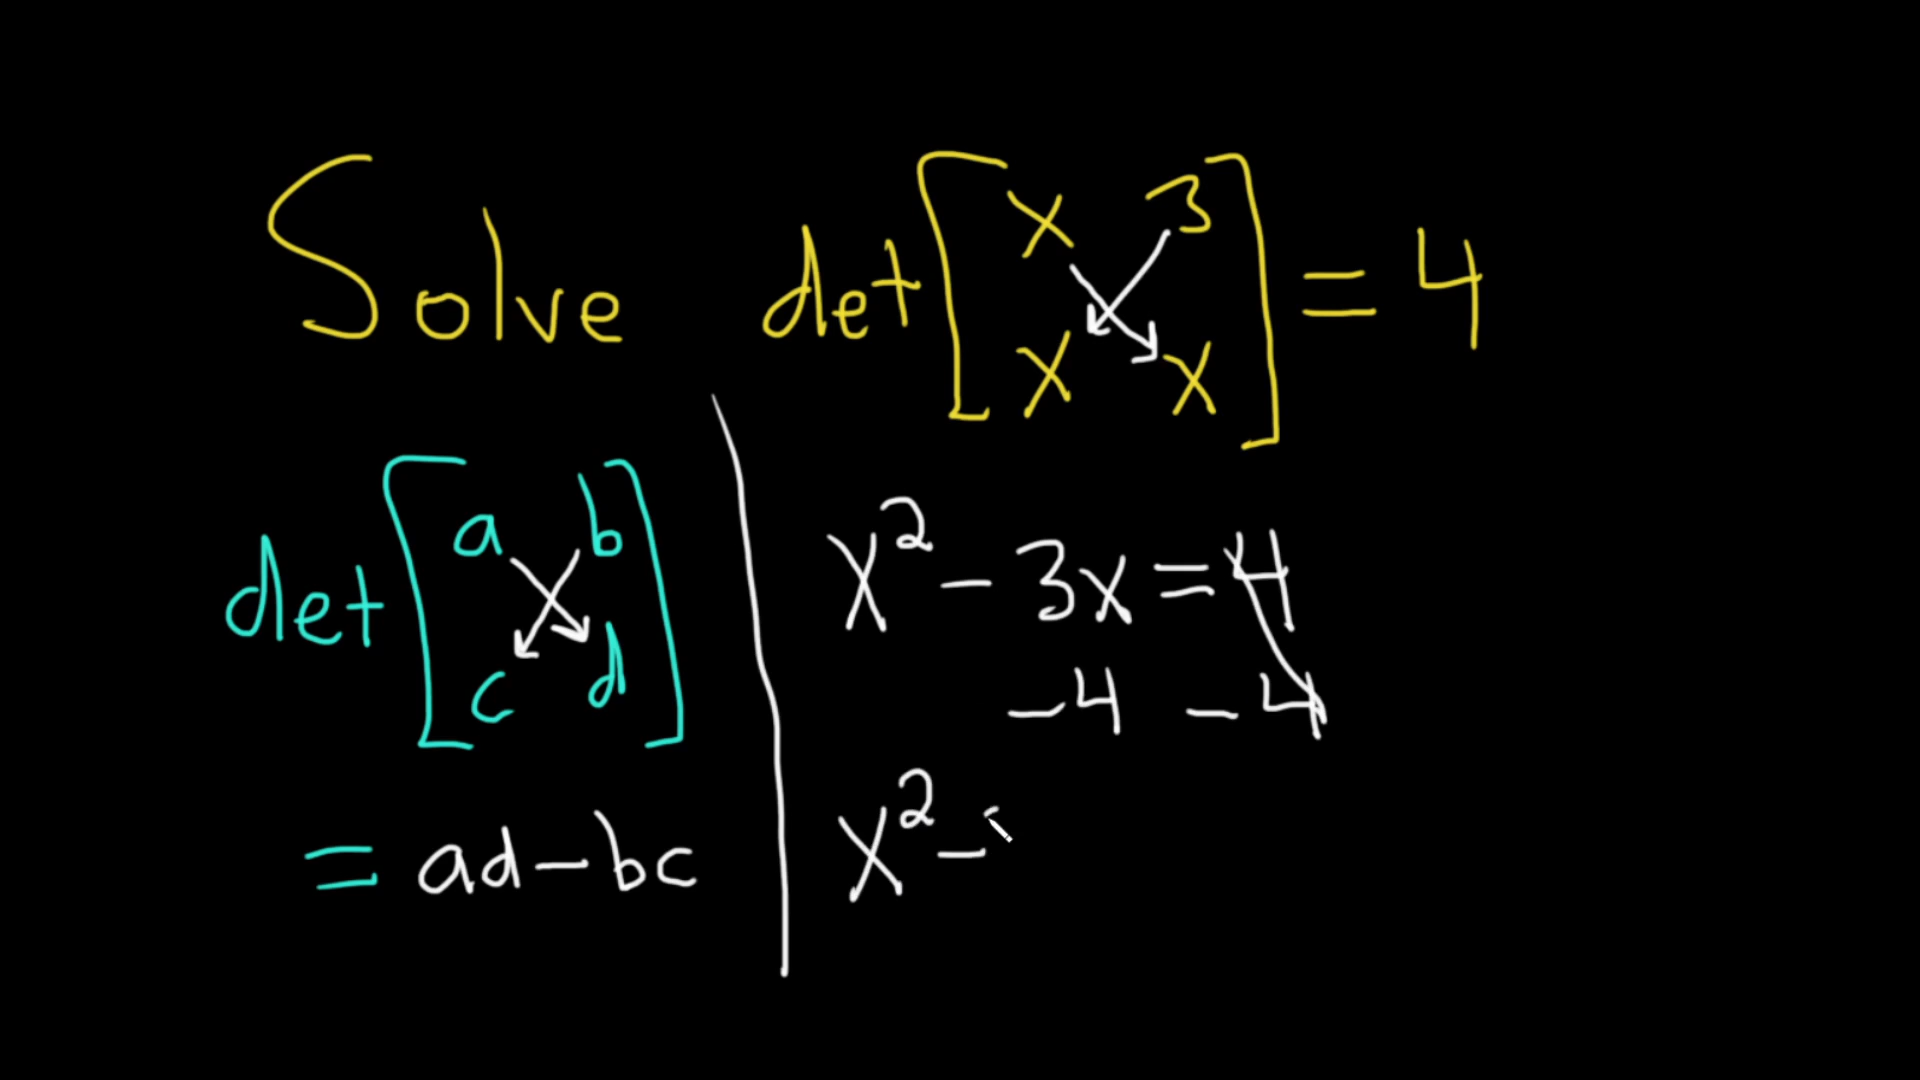 Solve det[x 3
x x] = 4
det[a b
c d]
= ad - bc
x² - 3x = 4
-4 -4
x² -